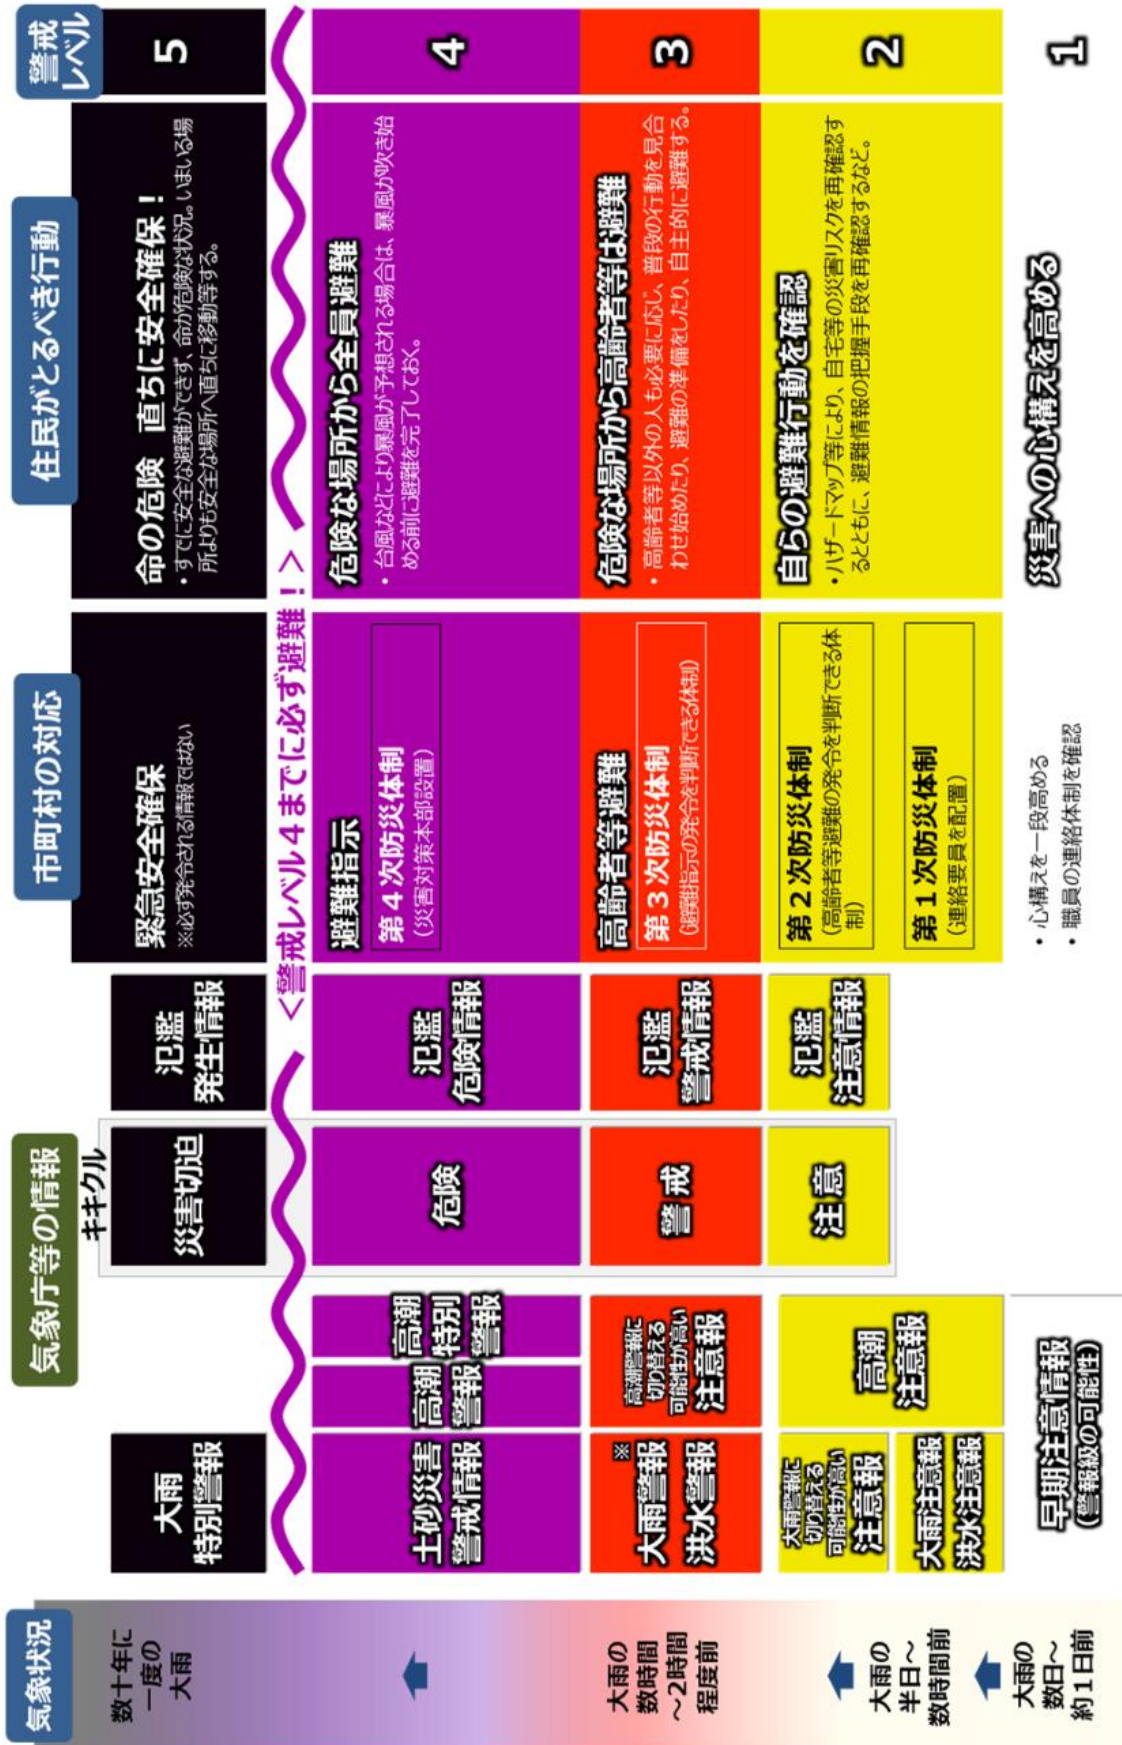 気象状況
気象庁等の情報
市町村の対応
住民がとるべき行動
警戒
レベル
キキクル
数十年に
一度の
大雨
大雨
特別警報
災害切迫
氾濫
発生情報
緊急安全確保
※必ず発令される情報ではない
命の危険 直ちに安全確保！
・すでに安全な避難ができず、命が危険な状況。いまいる場
所よりも安全な場所へ直ちに移動等する。
5
＜警戒レベル４までに必ず避難！＞
土砂災害
警戒情報
高潮
警報
高潮
特別
警報
危険
氾濫
危険情報
避難指示
第４次防災体制
（災害対策本部設置）
危険な場所から全員避難
・台風などにより暴風が予想される場合は、暴風が吹き始
める前に避難を完了しておく。
4
大雨の
数時間
～2時間
程度前
大雨警報※
洪水警報
高潮警報に
切り替える
可能性が高い
注意報
警戒
氾濫
警戒情報
高齢者等避難
第３次防災体制
（避難指示の発令を判断できる体制）
危険な場所から高齢者等は避難
・高齢者等以外の人も必要に応じ、普段の行動を見合
わせ始めたり、避難の準備をしたり、自主的に避難する。
3
大雨の
半日～
数時間前
大雨警報に
切り替える
可能性が高い
注意報
大雨注意報
洪水注意報
高潮
注意報
注意
氾濫
注意情報
第２次防災体制
（高齢者等避難の発令を判断できる体
制）
第１次防災体制
（連絡要員を配置）
自らの避難行動を確認
・ハザードマップ等により、自宅等の災害リスクを再確認す
るとともに、避難情報の把握手段を再確認するなど。
2
大雨の
数日～
約１日前
早期注意情報
（警報級の可能性）
・心構えを一段高める
・職員の連絡体制を確認
災害への心構えを高める
1